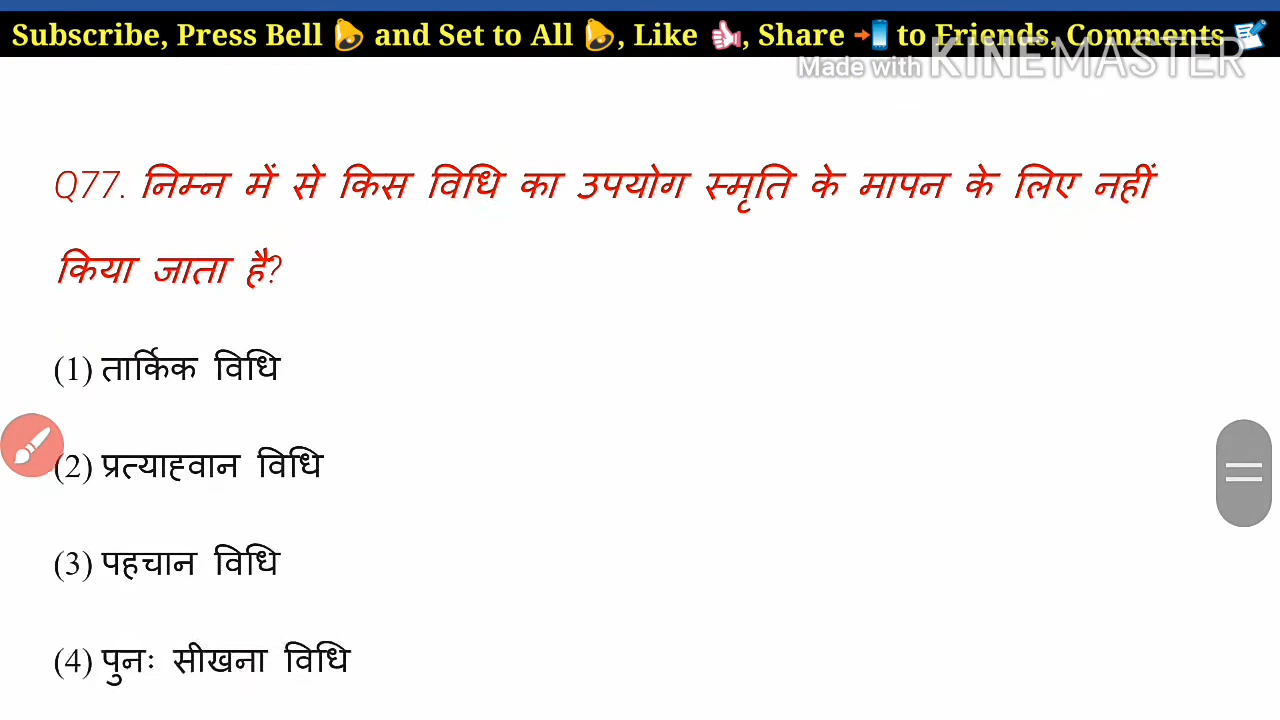 Subscribe, Press Bell 🔔 and Set to All 🔔, Like 👍, Share 📲 to Friends, Comments 📝
Made with KINEMASTER
Q77. निम्न में से किस विधि का उपयोग स्मृति के मापन के लिए नहीं
किया जाता है?
(1) तार्किक विधि
(2) प्रत्याह्वान विधि
(3) पहचान विधि
(4) पुनः सीखना विधि